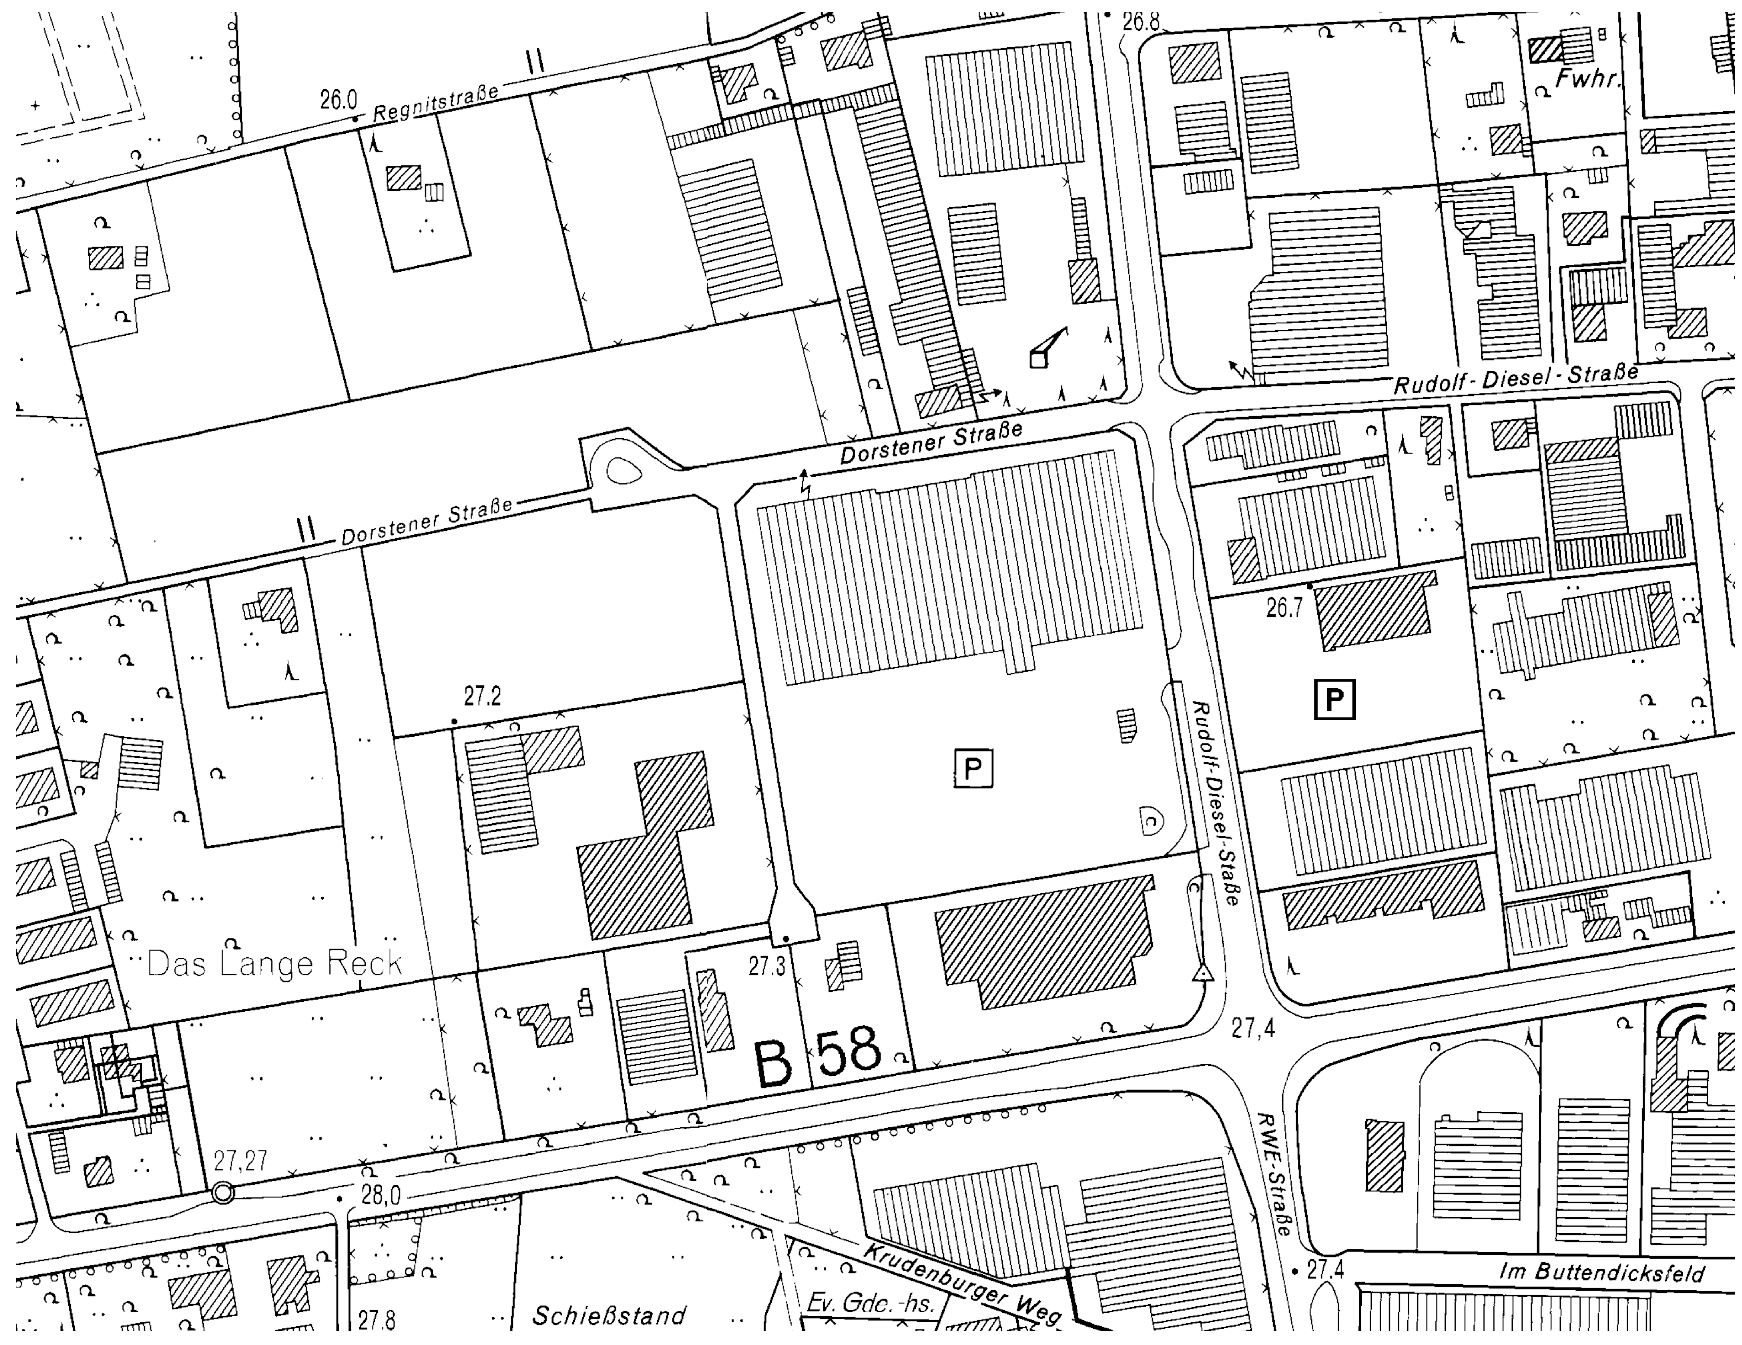 26.8
26.0
Regnitstraße
Fwhr.
Rudolf-Diesel-Straße
Dorstener Straße
Dorstener Straße
26.7
27.2
P
Rudolf-Diesel-Staße
P
Das Lange Reck
27.3
27,4
B 58
27,27
28,0
RWE-Straße
Krudenburger Weg
27,4
Im Buttendicksfeld
Ev. Gdc.-hs.
Schießstand
27.8